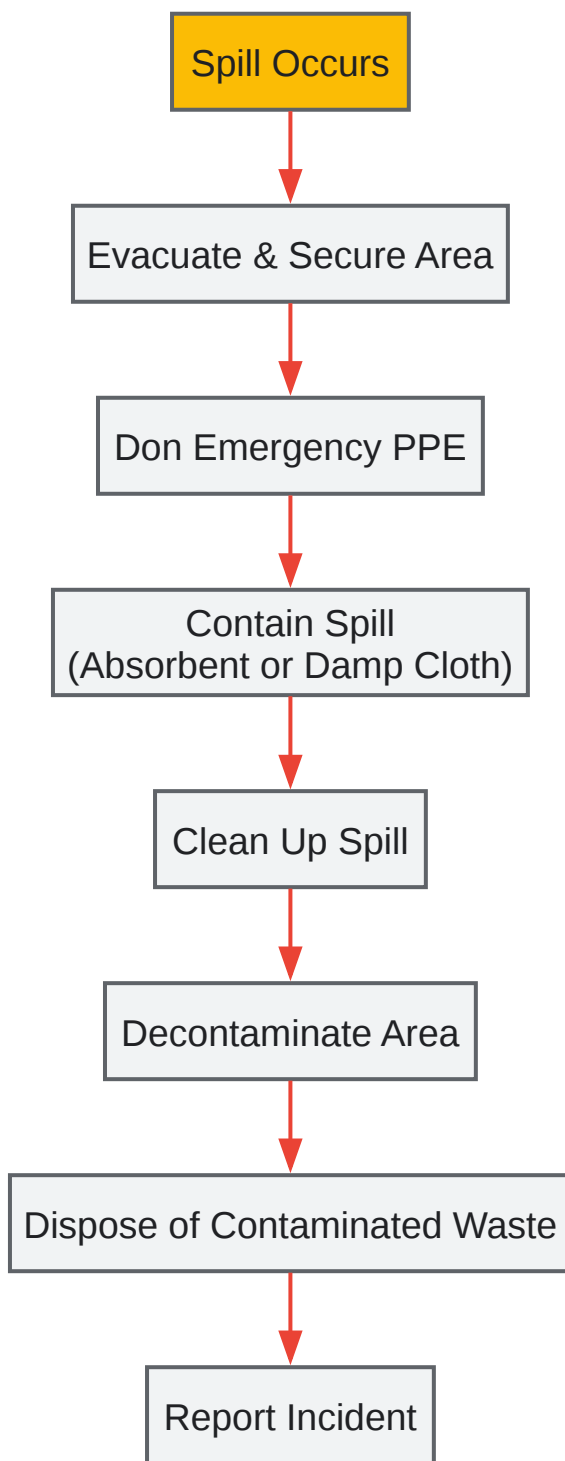 Spill Occurs
Evacuate & Secure Area
Don Emergency PPE
Contain Spill
(Absorbent or Damp Cloth)
Clean Up Spill
Decontaminate Area
Dispose of Contaminated Waste
Report Incident